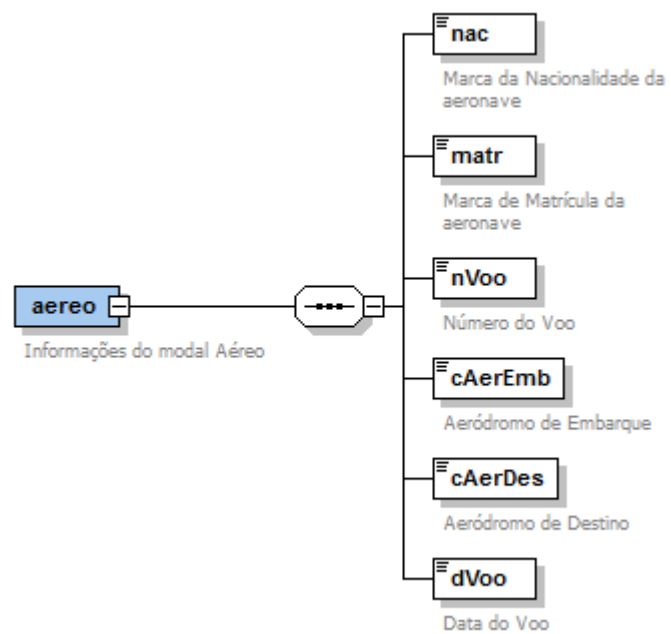 nac
Marca da Nacionalidade da
aeronave
matr
Marca de Matrícula da
aeronave
nVoo
Número do Voo
aereo
Informações do modal Aéreo
cAerEmb
Aeródromo de Embarque
cAerDes
Aeródromo de Destino
dVoo
Data do Voo